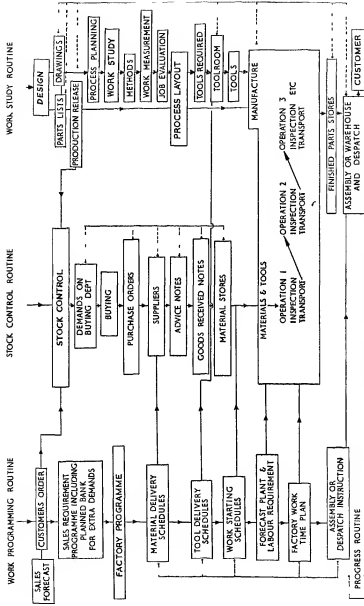 WORK PROGRAMMING ROUTINE
SALES
FORECAST
CUSTOMERS ORDER
SALES REQUIREMENT
PROGRAMME INCLUDING
PLANNED BANK
FOR EXTRA DEMANDS
FACTORY PROGRAMME
MATERIAL DELIVERY
SCHEDULES
TOOL DELIVERY
SCHEDULES
WORK STARTING
SCHEDULES
FORECAST PLANT &
LABOUR REQUIREMENT
FACTORY WORK
TIME PLAN
ASSEMBLY OR
DESPATCH INSTRUCTION
PROGRESS ROUTINE
STOCK CONTROL ROUTINE
STOCK CONTROL
DEMANDS ON
BUYING DEPT
BUYING
PURCHASE ORDERS
SUPPLIERS
ADVICE NOTES
GOODS RECEIVED NOTES
MATERIAL STORES
MATERIALS & TOOLS
OPERATION 1
INSPECTION
TRANSPORT
OPERATION 2
INSPECTION
TRANSPORT
OPERATION 3
INSPECTION ETC
TRANSPORT
WORK STUDY ROUTINE
DESIGN
DRAWINGS
PARTS LISTS
PRODUCTION RELEASE
PROCESS PLANNING
WORK STUDY
METHODS
WORK MEASUREMENT
JOB EVALUATION
PROCESS LAYOUT
TOOLS REQUIRED
TOOL ROOM
TOOLS
MANUFACTURE
FINISHED PARTS STORES
ASSEMBLY OR WAREHOUSE
AND DESPATCH
CUSTOMER